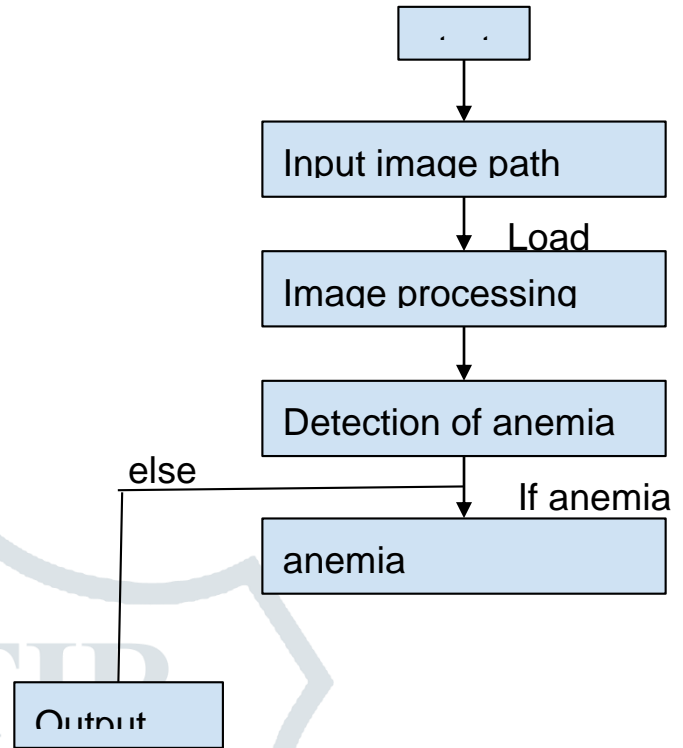 Input image path
Load
Image processing
Detection of anemia
else
If anemia
anemia
Output